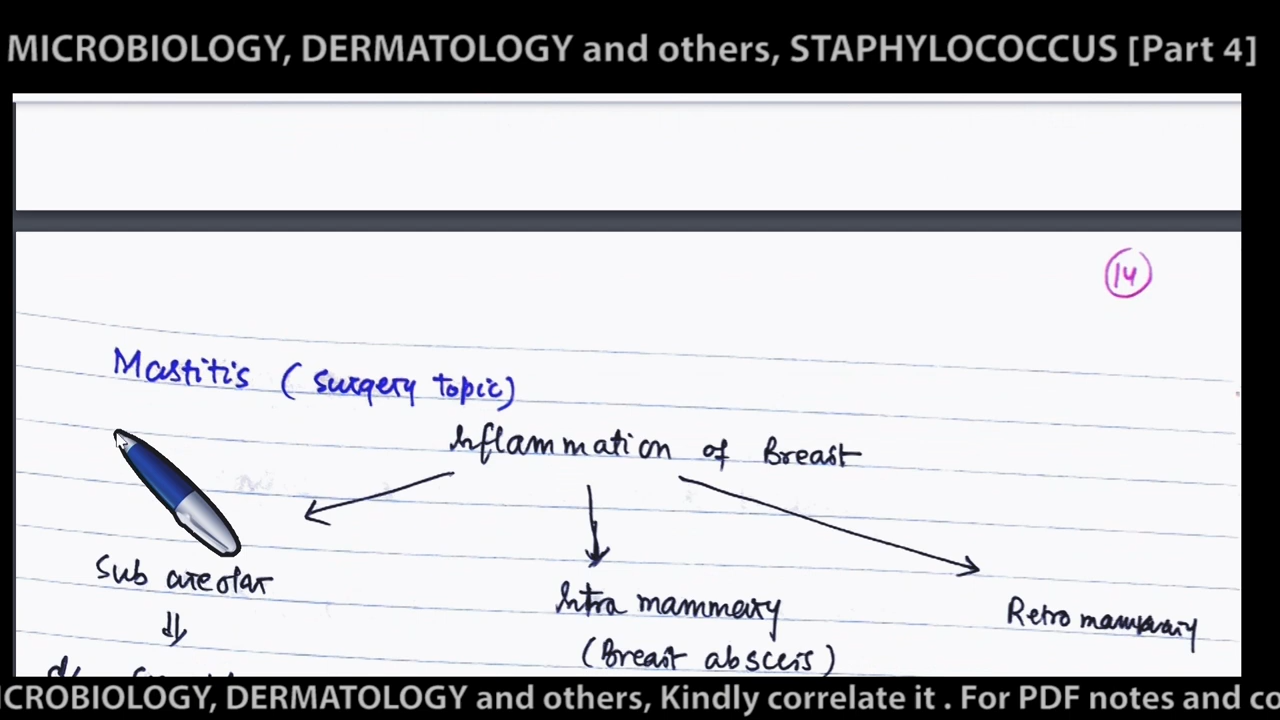 MICROBIOLOGY, DERMATOLOGY and others, STAPHYLOCOCCUS [Part 4]
14
Mastitis (surgery topic)
Inflammation of Breast
Sub areolar
Intra mammary
Retro mammary
(Breast abscess)
CROBIOLOGY, DERMATOLOGY and others, Kindly correlate it . For PDF notes and co